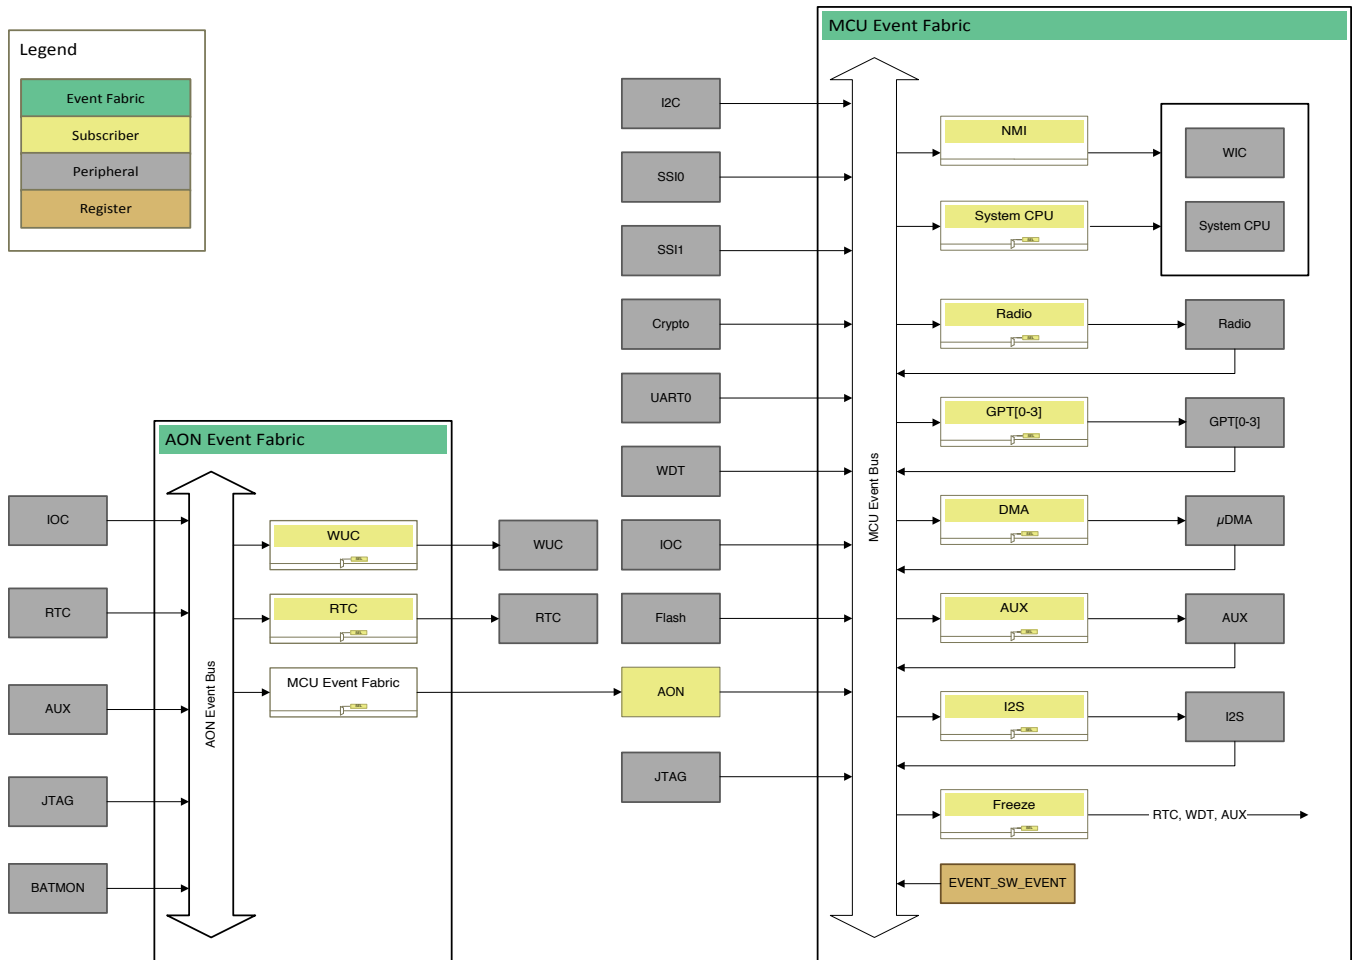 Legend
Event Fabric
Subscriber
Peripheral
Register
AON Event Fabric
IOC
RTC
AUX
JTAG
BATMON
AON Event Bus
WUC
RTC
MCU Event Fabric
WUC
RTC
I2C
SSI0
SSI1
Crypto
UART0
WDT
IOC
Flash
AON
JTAG
MCU Event Fabric
MCU Event Bus
NMI
System CPU
Radio
GPT[0-3]
DMA
AUX
I2S
Freeze
EVENT_SW_EVENT
WIC
System CPU
Radio
GPT[0-3]
µDMA
AUX
I2S
RTC, WDT, AUX